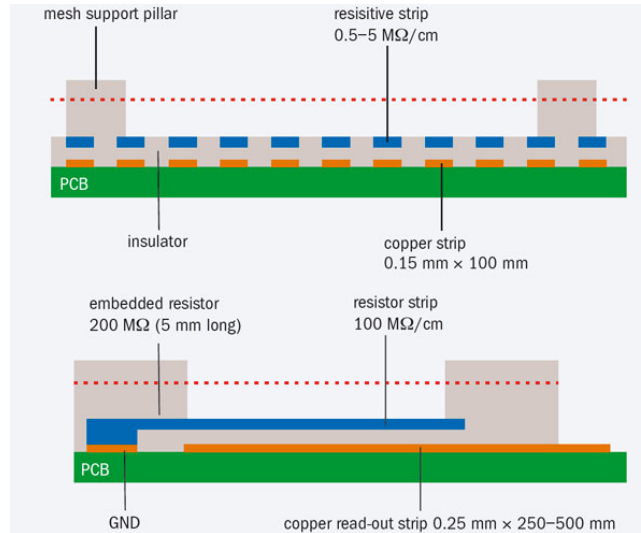 mesh support pillar
resisitive strip
0.5–5 MΩ/cm
PCB
insulator
copper strip
0.15 mm × 100 mm
embedded resistor
200 MΩ (5 mm long)
resistor strip
100 MΩ/cm
PCB
GND
copper read-out strip 0.25 mm × 250–500 mm